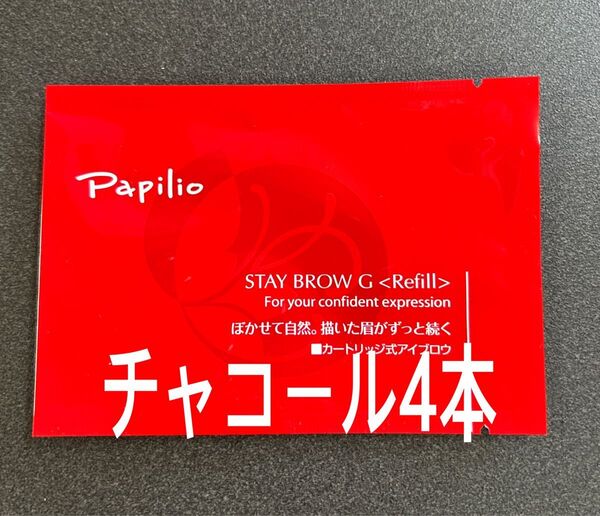 Papilio
STAY BROW G <Refill>
For your confident expression
ぼかせて自然。描いた眉がずっと続く
■カートリッジ式アイブロウ
チャコール4本